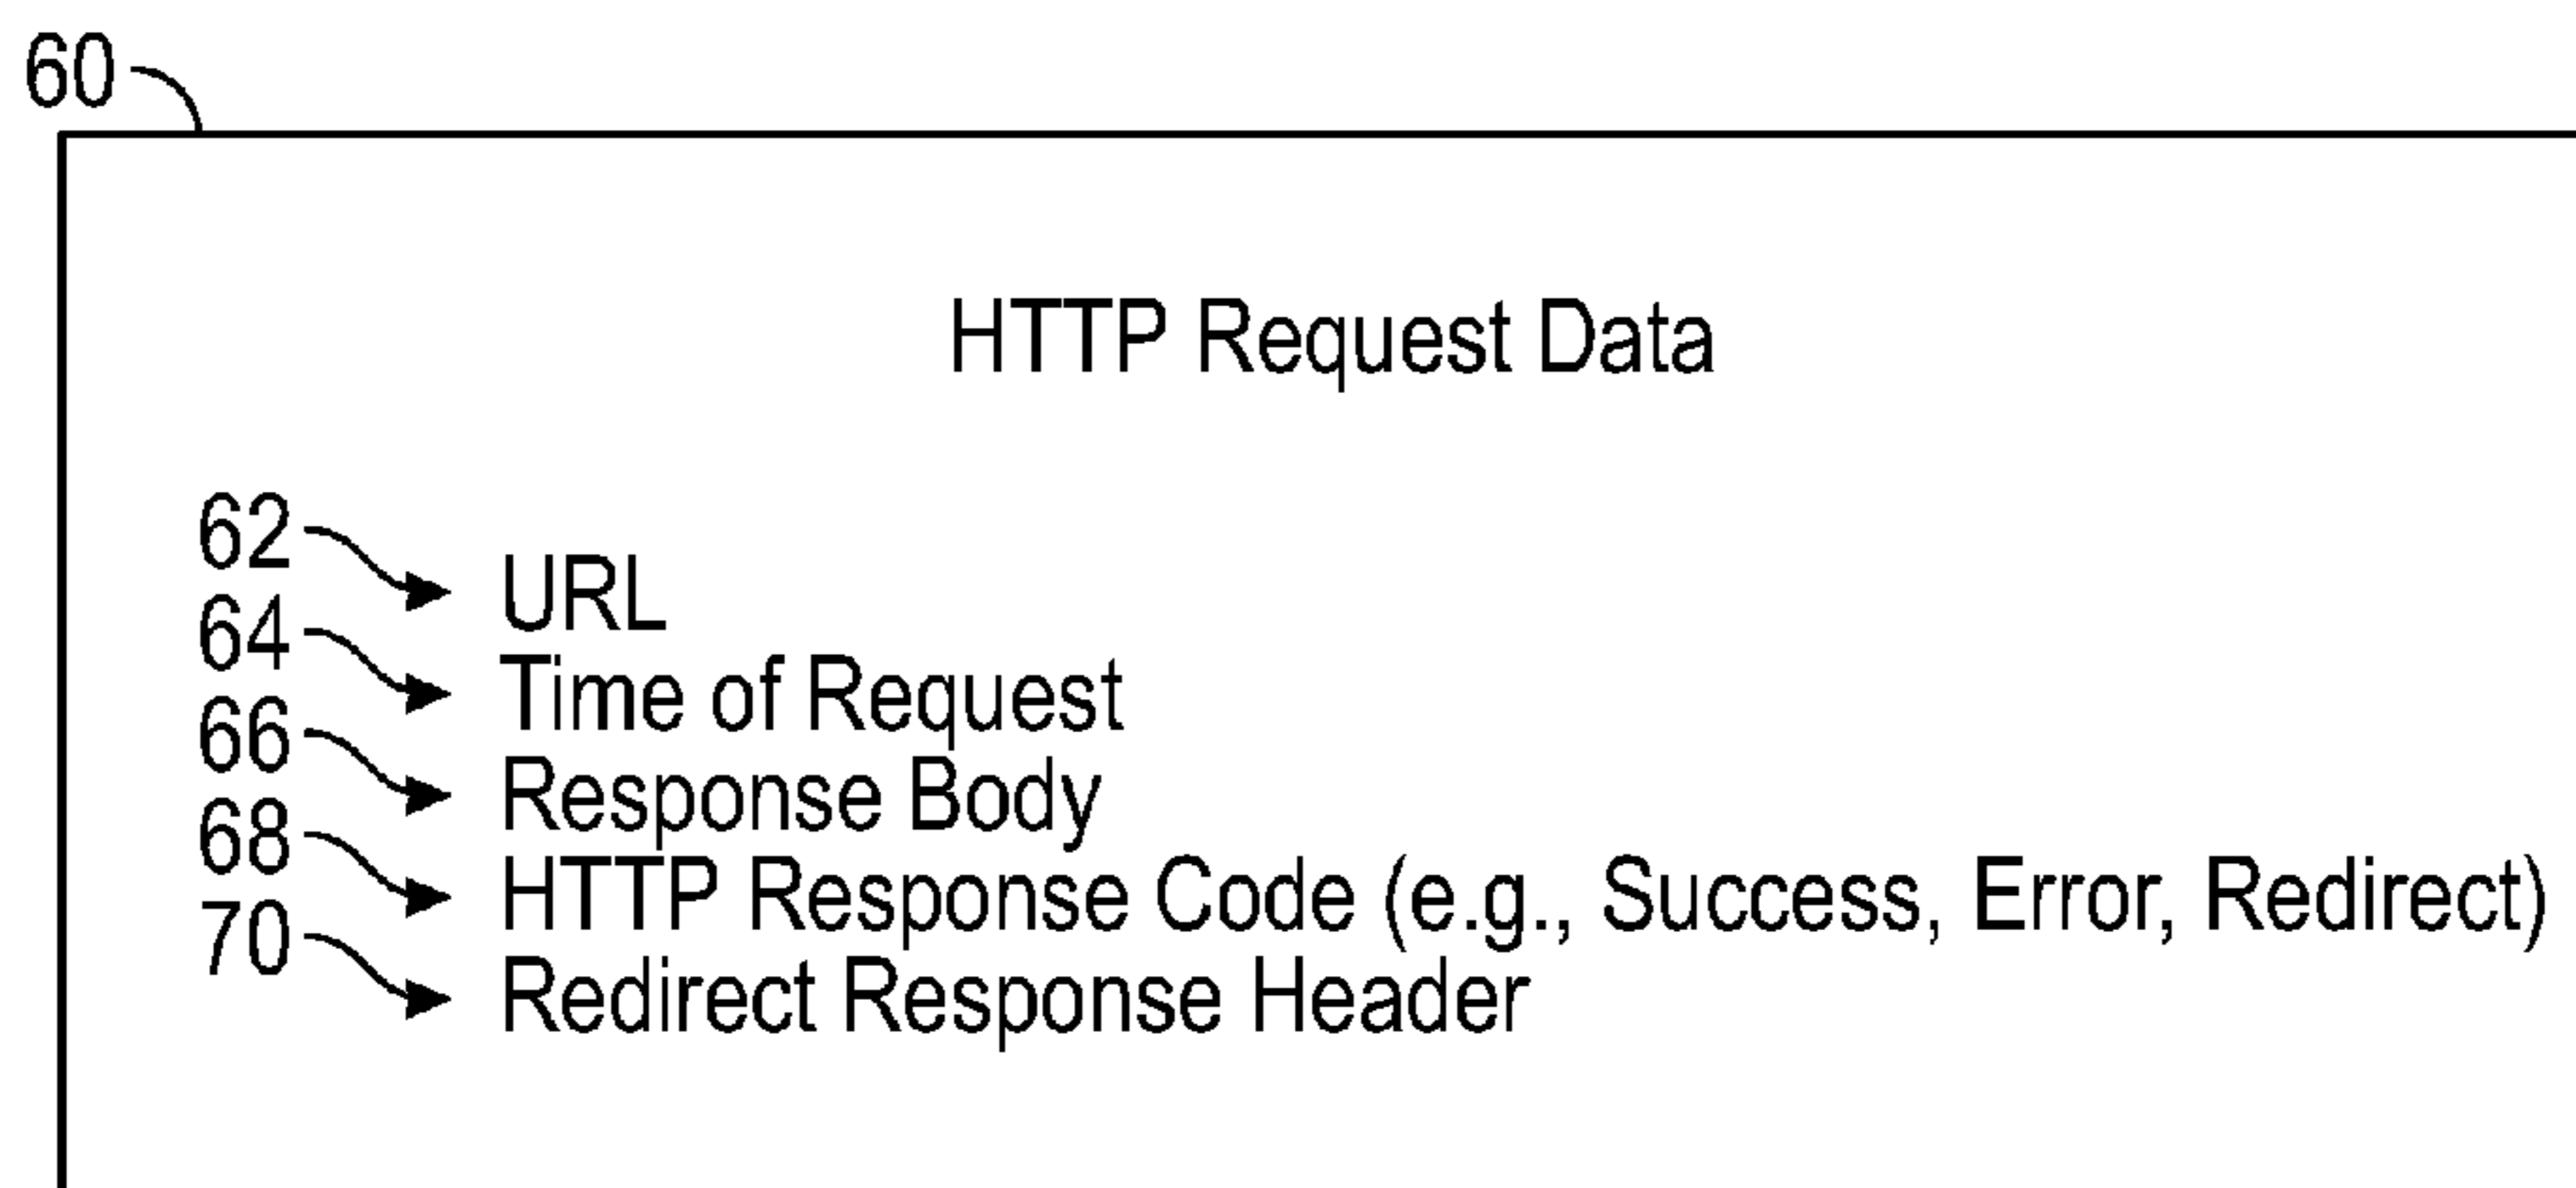 60
HTTP Request Data
62 URL
64 Time of Request
66 Response Body
68 HTTP Response Code (e.g., Success, Error, Redirect)
70 Redirect Response Header